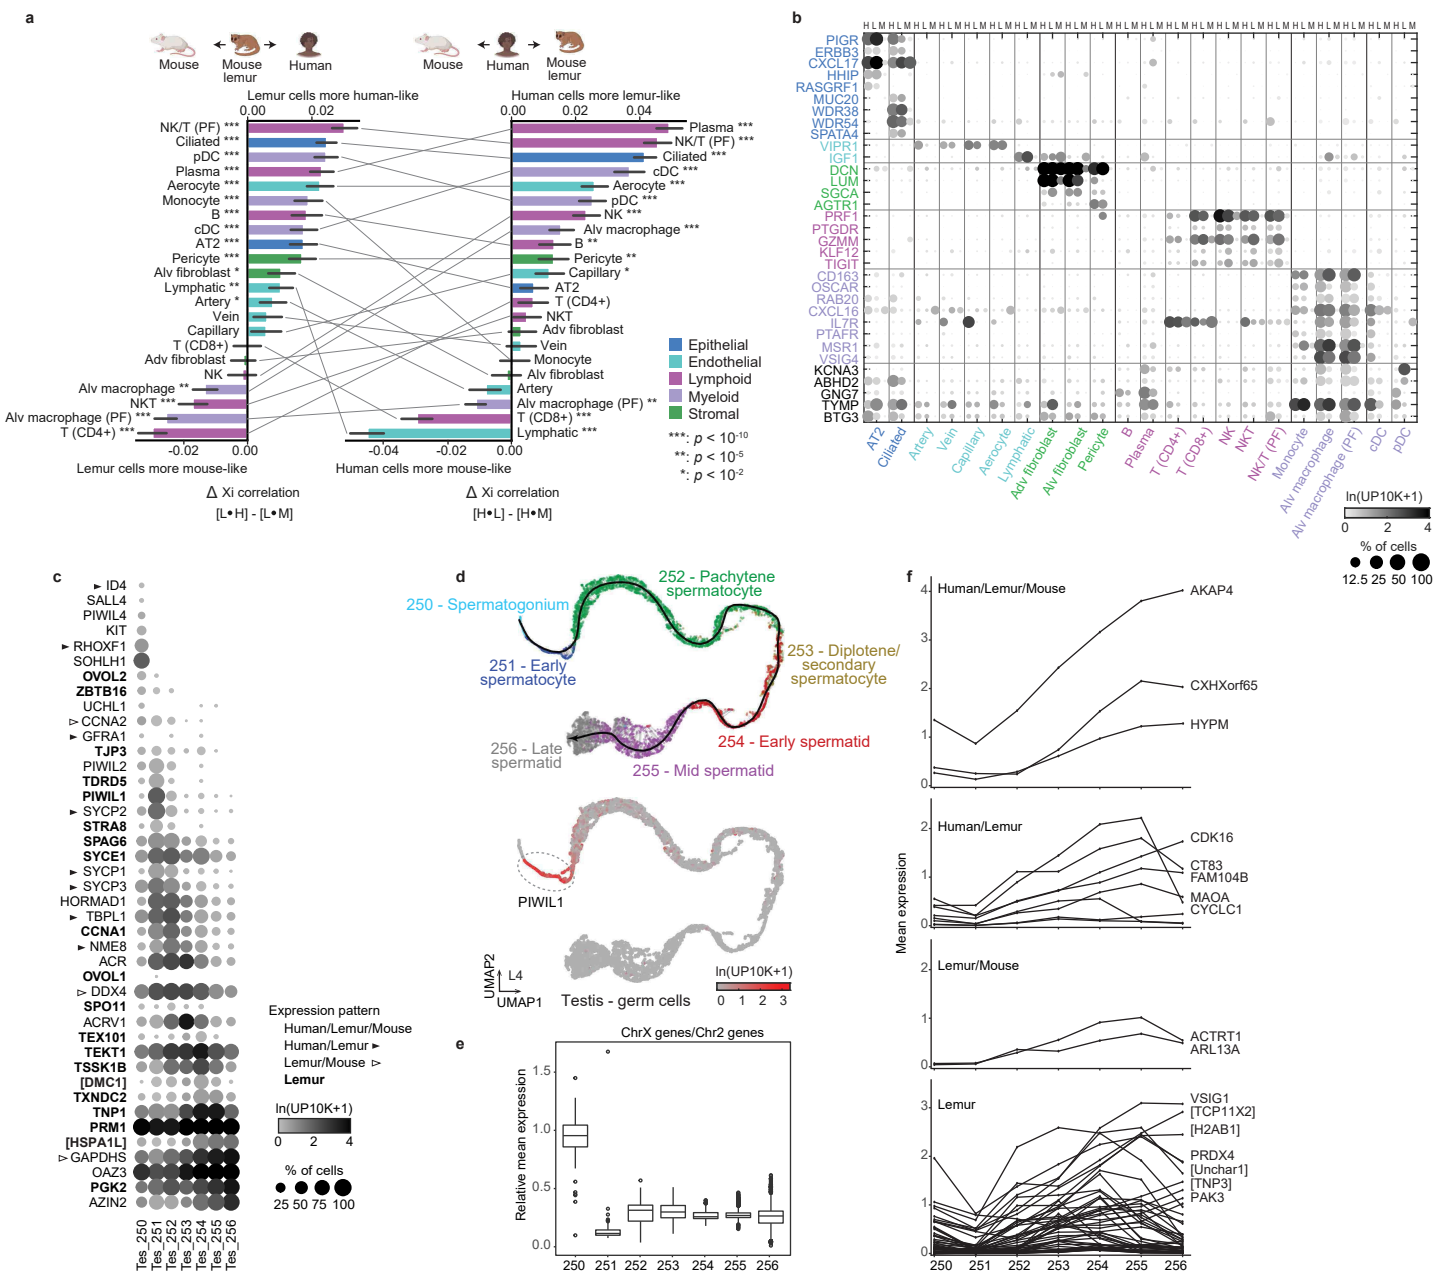 a
Mouse
Mouse
lemur
Human
Mouse
Human
Mouse
lemur
Lemur cells more human-like
0.00
0.02
Human cells more lemur-like
0.00
0.02
0.04
NK/T (PF) ***
Ciliated ***
pDC ***
Plasma ***
Aerocyte ***
Monocyte ***
B ***
cDC ***
AT2 ***
Pericyte ***
Alv fibroblast *
Lymphatic **
Artery *
Vein
Capillary
T (CD8+)
Adv fibroblast
NK
Alv macrophage **
NKT ***
Alv macrophage (PF) ***
T (CD4+) ***
Plasma ***
NK/T (PF) ***
Ciliated ***
cDC ***
Aerocyte ***
pDC ***
NK ***
Alv macrophage ***
B **
Pericyte **
Capillary *
AT2
T (CD4+)
NKT
Adv fibroblast
Vein
Monocyte
Alv fibroblast
Artery
Alv macrophage (PF) **
T (CD8+) ***
Lymphatic ***
-0.02
0.00
-0.04
-0.02
0.00
Lemur cells more mouse-like
Human cells more mouse-like
Δ Xi correlation
[L•H] - [L•M]
Δ Xi correlation
[H•L] - [H•M]
Epithelial
Endothelial
Lymphoid
Myeloid
Stromal
***: p < 10-10
**: p < 10-5
*: p < 10-2
b
H L M H L M H L M H L M H L M H L M H L M H L M H L M H L M H L M H L M H L M H L M H L M H L M H L M H L M H L M H L M H L M H L M
PIGR
ERBB3
CXCL17
HHIP
RASGRF1
MUC20
WDR38
WDR54
SPATA4
VIPR1
IGF1
DCN
LUM
SGCA
AGTR1
PRF1
PTGDR
GZMM
KLF12
TIGIT
CD163
OSCAR
RAB20
CXCL16
IL7R
PTAFR
MSR1
VSIG4
KCNA3
ABHD2
GNG7
TYMP
BTG3
AT2
Ciliated
Artery
Vein
Capillary
Aerocyte
Lymphatic
Adv fibroblast
Alv fibroblast
Pericyte
B
Plasma
T (CD4+)
T (CD8+)
NK
NKT
NK/T (PF)
Monocyte
Alv macrophage
Alv macrophage (PF)
cDC
pDC
ln(UP10K+1)
0 2 4
% of cells
12.5 25 50 100
c
► ID4
SALL4
PIWIL4
KIT
► RHOXF1
SOHLH1
OVOL2
ZBTB16
UCHL1
▷ CCNA2
► GFRA1
TJP3
PIWIL2
TDRD5
PIWIL1
► SYCP2
STRA8
SPAG6
SYCE1
► SYCP1
► SYCP3
HORMAD1
► TBPL1
CCNA1
► NME8
ACR
OVOL1
▷ DDX4
SPO11
ACRV1
TEX101
TEKT1
TSSK1B
[DMC1]
TXNDC2
TNP1
PRM1
[HSPA1L]
▷ GAPDHS
OAZ3
PGK2
AZIN2
Tes_250
Tes_251
Tes_252
Tes_253
Tes_254
Tes_255
Tes_256
Expression pattern
Human/Lemur/Mouse
Human/Lemur ►
Lemur/Mouse ▷
Lemur
ln(UP10K+1)
0 2 4
% of cells
25 50 75 100
d
250 - Spermatogonium
252 - Pachytene
spermatocyte
251 - Early
spermatocyte
253 - Diplotene/
secondary
spermatocyte
254 - Early spermatid
256 - Late
spermatid
255 - Mid spermatid
PIWIL1
UMAP2
L4
UMAP1
Testis - germ cells
ln(UP10K+1)
0 1 2 3
e
ChrX genes/Chr2 genes
Relative mean expression
1.5
1.0
0.5
0.0
250 251 252 253 254 255 256
f
Mean expression
Human/Lemur/Mouse
4
3
2
1
0
AKAP4
CXHXorf65
HYPM
Human/Lemur
2
1
0
CDK16
CT83
FAM104B
MAOA
CYCLC1
Lemur/Mouse
2
1
0
ACTRT1
ARL13A
Lemur
3
2
1
0
VSIG1
[TCP11X2]
[H2AB1]
PRDX4
[Unchar1]
[TNP3]
PAK3
250 251 252 253 254 255 256